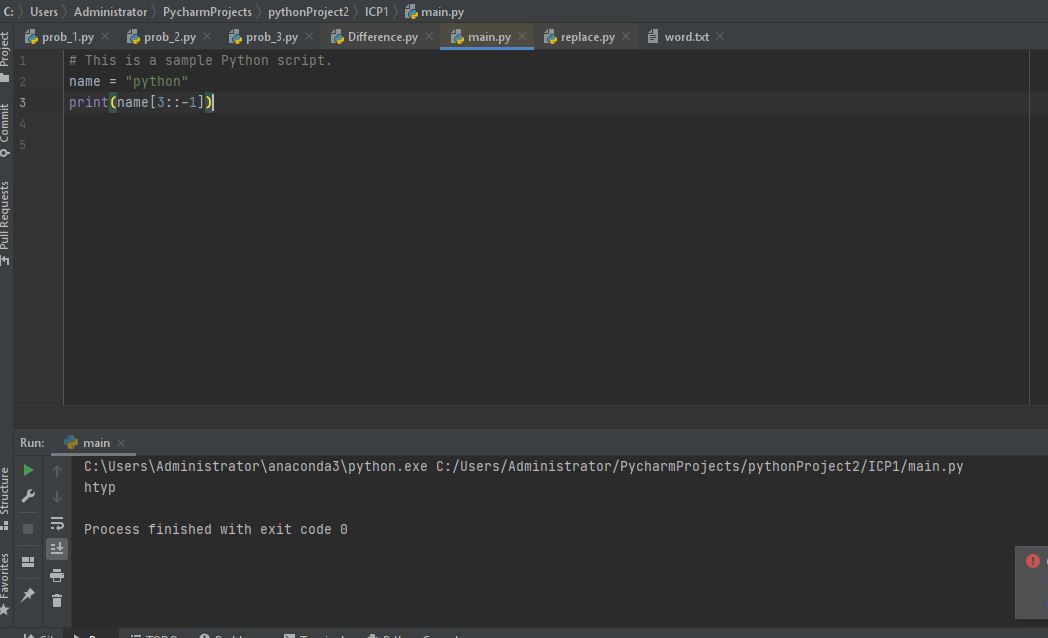 C: Users Administrator PycharmProjects pythonProject2 ICP1 main.py
prob_1.py prob_2.py prob_3.py Difference.py main.py replace.py word.txt
Project
Commit
Pull Requests
1 # This is a sample Python script.
2 name = "python"
3 print(name[3::-1])
4
5
Run: main
Structure
Favorites
C:\Users\Administrator\anaconda3\python.exe C:/Users/Administrator/PycharmProjects/pythonProject2/ICP1/main.py
htyp
Process finished with exit code 0